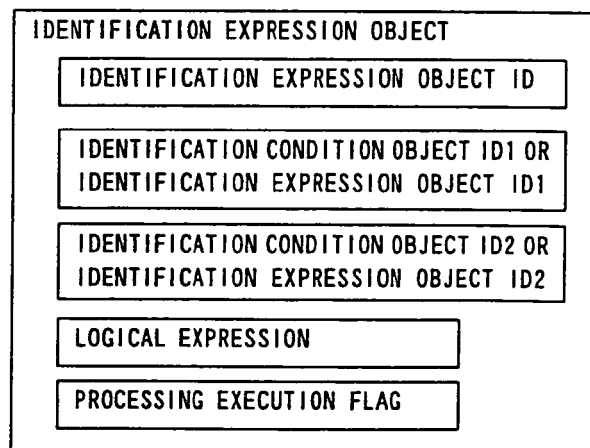 IDENTIFICATION EXPRESSION OBJECT
IDENTIFICATION EXPRESSION OBJECT ID
IDENTIFICATION CONDITION OBJECT ID1 OR
IDENTIFICATION EXPRESSION OBJECT ID1
IDENTIFICATION CONDITION OBJECT ID2 OR
IDENTIFICATION EXPRESSION OBJECT ID2
LOGICAL EXPRESSION
PROCESSING EXECUTION FLAG